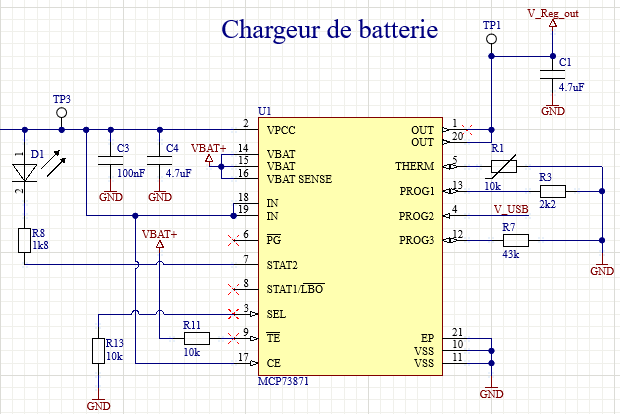 Chargeur de batterie
V_Reg_out
TP1
C1
4.7uF
GND
TP3
U1
2 VPCC
OUT 1
OUT 20
D1
1
2
C3
100nF
GND
C4
4.7uF
GND
VBAT+
14 VBAT
15 VBAT
16 VBAT SENSE
THERM 5
R1
10k
PROG1 13
R3
2k2
18 IN
19 IN
PROG2 4
V_USB
R8
1k8
VBAT+
6 PG
PROG3 12
R7
43k
GND
7 STAT2
8 STAT1/LBO
3 SEL
R13
10k
R11
10k
9 TE
17 CE
EP 21
VSS 10
VSS 11
MCP73871
GND
GND